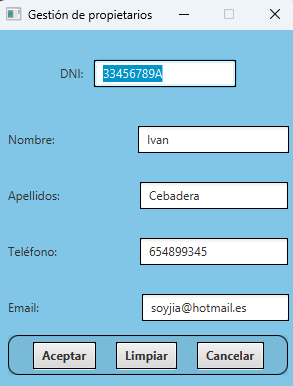 Gestión de propietarios
DNI: 33456789A
Nombre: Ivan
Apellidos: Cebadera
Teléfono: 654899345
Email: soyjia@hotmail.es
Aceptar Limpiar Cancelar